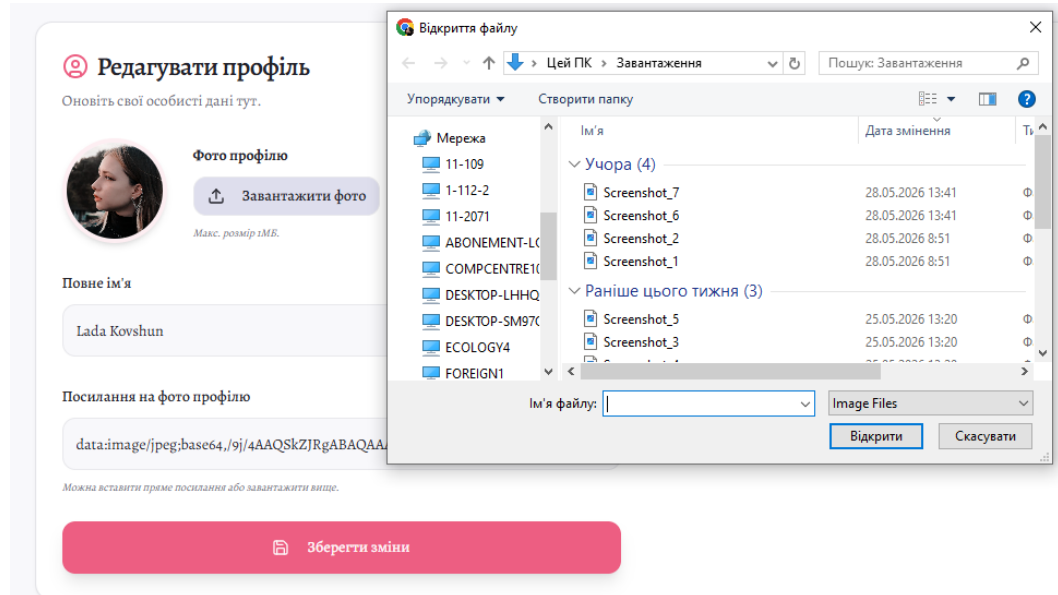 Редагувати профіль
Оновіть свої особисті дані тут.
Фото профілю
Завантажити фото
Макс. розмір 1МБ.
Повне ім'я
Lada Kovshun
Посилання на фото профілю
data:image/jpeg;base64,/9j/4AAQSkZJRgABAQAA
Можна вставити пряме посилання або завантажити вище.
Зберегти зміни
Відкриття файлу
Цей ПК › Завантаження
Пошук: Завантаження
Упорядкувати
Створити папку
Мережа
11-109
1-112-2
11-2071
ABONEMENT-LO
COMPCENTRE10
DESKTOP-LHHQ
DESKTOP-SM970
ECOLOGY4
FOREIGN1
Ім'я Дата змінення
Учора (4)
Screenshot_7 28.05.2026 13:41 Ф
Screenshot_6 28.05.2026 13:41 Ф
Screenshot_2 28.05.2026 8:51 Ф
Screenshot_1 28.05.2026 8:51 Ф
Раніше цього тижня (3)
Screenshot_5 25.05.2026 13:20 Ф
Screenshot_3 25.05.2026 13:20 Ф
Ім'я файлу:
Image Files
Відкрити
Скасувати